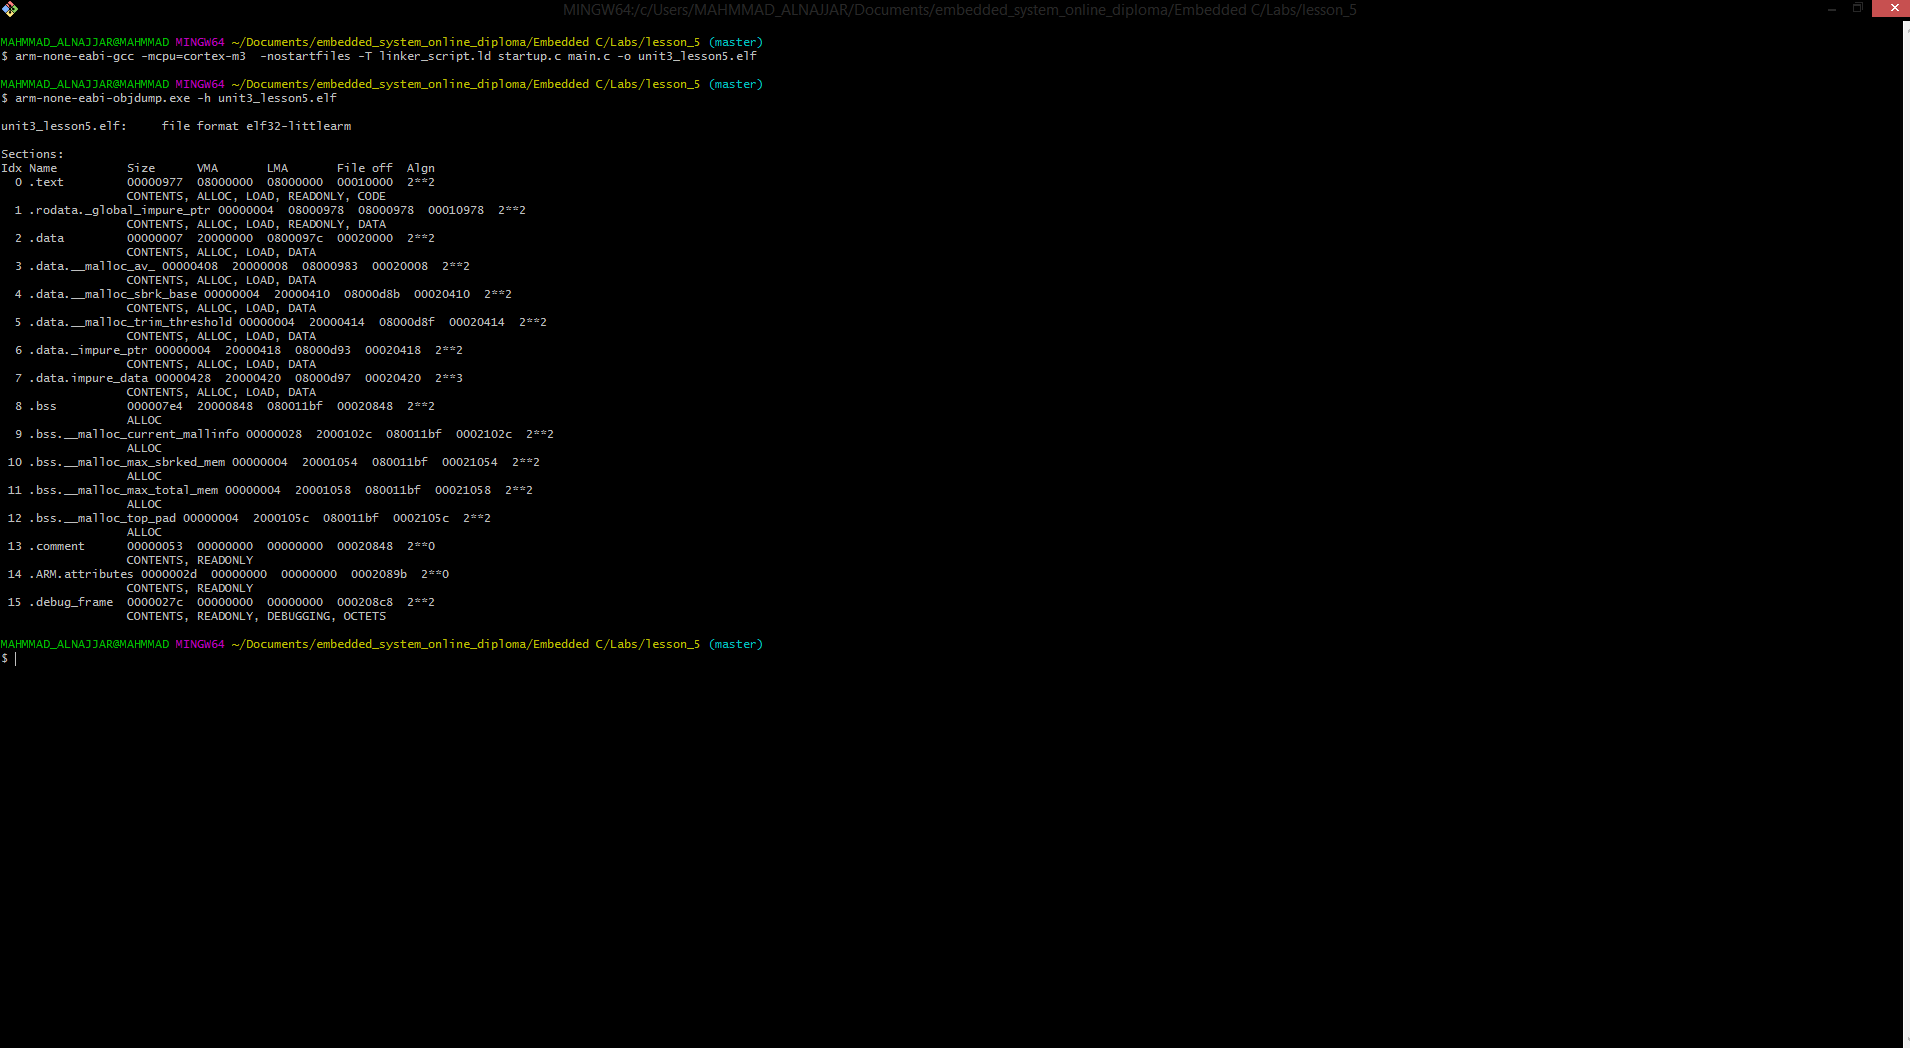 MINGW64:/c/Users/MAHMMAD_ALNAJJAR/Documents/embedded_system_online_diploma/Embedded C/Labs/lesson_5
MAHMMAD_ALNAJJAR@MAHMMAD MINGW64 ~/Documents/embedded_system_online_diploma/Embedded C/Labs/lesson_5 (master)
$ arm-none-eabi-gcc -mcpu=cortex-m3  -nostartfiles -T linker_script.ld startup.c main.c -o unit3_lesson5.elf
MAHMMAD_ALNAJJAR@MAHMMAD MINGW64 ~/Documents/embedded_system_online_diploma/Embedded C/Labs/lesson_5 (master)
$ arm-none-eabi-objdump.exe -h unit3_lesson5.elf
unit3_lesson5.elf:     file format elf32-littlearm
Sections:
Idx Name          Size      VMA       LMA       File off  Algn
  0 .text         00000977  08000000  08000000  00010000  2**2
                  CONTENTS, ALLOC, LOAD, READONLY, CODE
  1 .rodata._global_impure_ptr 00000004  08000978  08000978  00010978  2**2
                  CONTENTS, ALLOC, LOAD, READONLY, DATA
  2 .data         00000007  20000000  0800097c  00020000  2**2
                  CONTENTS, ALLOC, LOAD, DATA
  3 .data.__malloc_av_ 00000408  20000008  08000983  00020008  2**2
                  CONTENTS, ALLOC, LOAD, DATA
  4 .data.__malloc_sbrk_base 00000004  20000410  08000d8b  00020410  2**2
                  CONTENTS, ALLOC, LOAD, DATA
  5 .data.__malloc_trim_threshold 00000004  20000414  08000d8f  00020414  2**2
                  CONTENTS, ALLOC, LOAD, DATA
  6 .data._impure_ptr 00000004  20000418  08000d93  00020418  2**2
                  CONTENTS, ALLOC, LOAD, DATA
  7 .data.impure_data 00000428  20000420  08000d97  00020420  2**3
                  CONTENTS, ALLOC, LOAD, DATA
  8 .bss          000007e4  20000848  080011bf  00020848  2**2
                  ALLOC
  9 .bss.__malloc_current_mallinfo 00000028  2000102c  080011bf  0002102c  2**2
                  ALLOC
 10 .bss.__malloc_max_sbrked_mem 00000004  20001054  080011bf  00021054  2**2
                  ALLOC
 11 .bss.__malloc_max_total_mem 00000004  20001058  080011bf  00021058  2**2
                  ALLOC
 12 .bss.__malloc_top_pad 00000004  2000105c  080011bf  0002105c  2**2
                  ALLOC
 13 .comment      00000053  00000000  00000000  00020848  2**0
                  CONTENTS, READONLY
 14 .ARM.attributes 0000002d  00000000  00000000  0002089b  2**0
                  CONTENTS, READONLY
 15 .debug_frame  0000027c  00000000  00000000  000208c8  2**2
                  CONTENTS, READONLY, DEBUGGING, OCTETS
MAHMMAD_ALNAJJAR@MAHMMAD MINGW64 ~/Documents/embedded_system_online_diploma/Embedded C/Labs/lesson_5 (master)
$